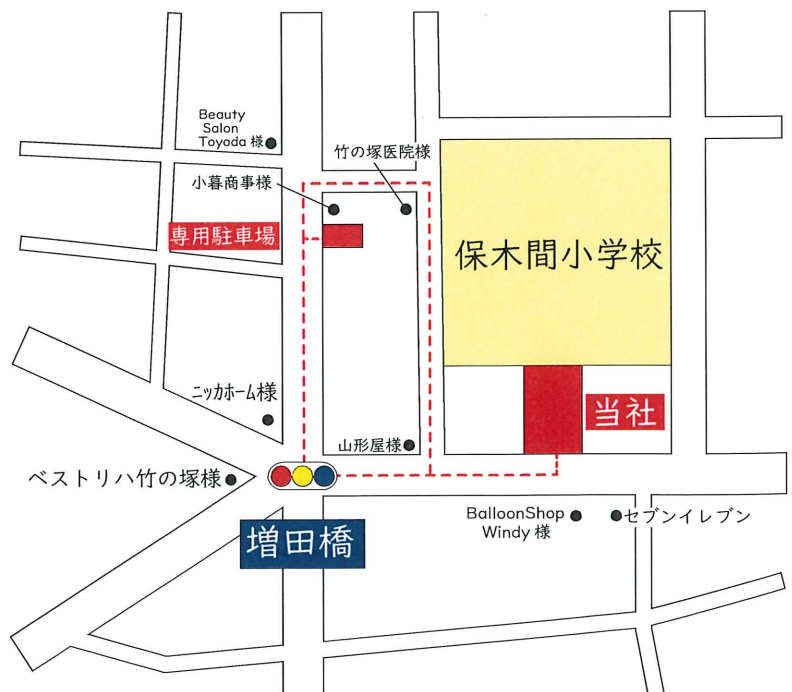 Beauty
Salon
Toyoda 様
竹の塚医院様
小暮商事様
専用駐車場
保木間小学校
ニッカホーム様
当社
山形屋様
ベストリハ竹の塚様
BalloonShop
Windy 様
セブンイレブン
増田橋